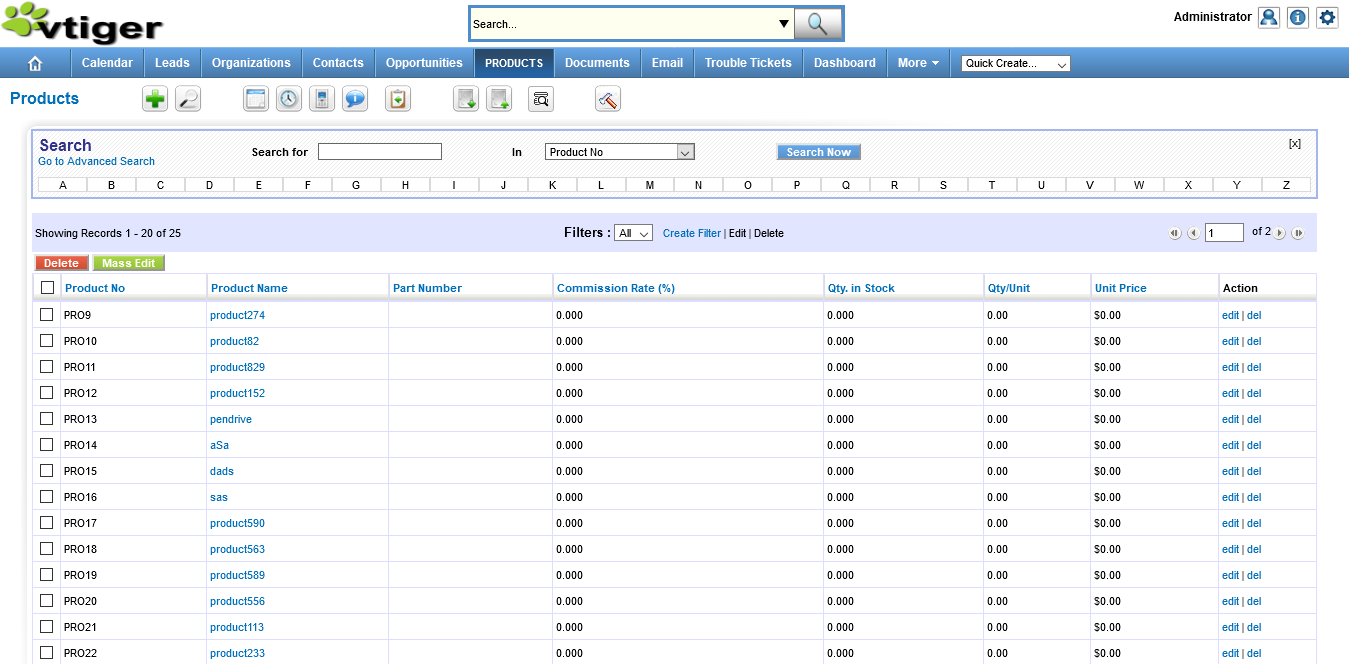 vtiger
Search...
Administrator
Calendar Leads Organizations Contacts Opportunities PRODUCTS Documents Email Trouble Tickets Dashboard More Quick Create...
Products
Search
Go to Advanced Search
Search for In Product No Search Now [x]
A B C D E F G H I J K L M N O P Q R S T U V W X Y Z
Showing Records 1 - 20 of 25 Filters : All Create Filter | Edit | Delete 1 of 2
Delete Mass Edit
Product No Product Name Part Number Commission Rate (%) Qty. in Stock Qty/Unit Unit Price Action
PRO9 product274 0.000 0.000 0.00 $0.00 edit | del
PRO10 product82 0.000 0.000 0.00 $0.00 edit | del
PRO11 product829 0.000 0.000 0.00 $0.00 edit | del
PRO12 product152 0.000 0.000 0.00 $0.00 edit | del
PRO13 pendrive 0.000 0.000 0.00 $0.00 edit | del
PRO14 aSa 0.000 0.000 0.00 $0.00 edit | del
PRO15 dads 0.000 0.000 0.00 $0.00 edit | del
PRO16 sas 0.000 0.000 0.00 $0.00 edit | del
PRO17 product590 0.000 0.000 0.00 $0.00 edit | del
PRO18 product563 0.000 0.000 0.00 $0.00 edit | del
PRO19 product589 0.000 0.000 0.00 $0.00 edit | del
PRO20 product556 0.000 0.000 0.00 $0.00 edit | del
PRO21 product113 0.000 0.000 0.00 $0.00 edit | del
PRO22 product233 0.000 0.000 0.00 $0.00 edit | del